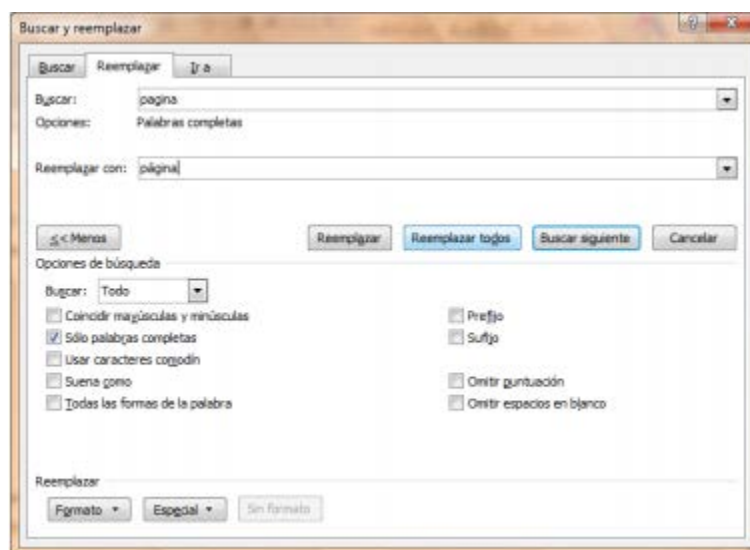 Buscar y reemplazar
Buscar Reemplazar Ir a
Buscar: pagina
Opciones: Palabras completas
Reemplazar con: página
<< Menos Reemplazar Reemplazar todos Buscar siguiente Cancelar
Opciones de búsqueda
Buscar: Todo
Coincidir mayúsculas y minúsculas Prefijo
Sólo palabras completas Sufijo
Usar caracteres comodín
Suena como Omitir puntuación
Todas las formas de la palabra Omitir espacios en blanco
Reemplazar
Formato Especial Sin formato